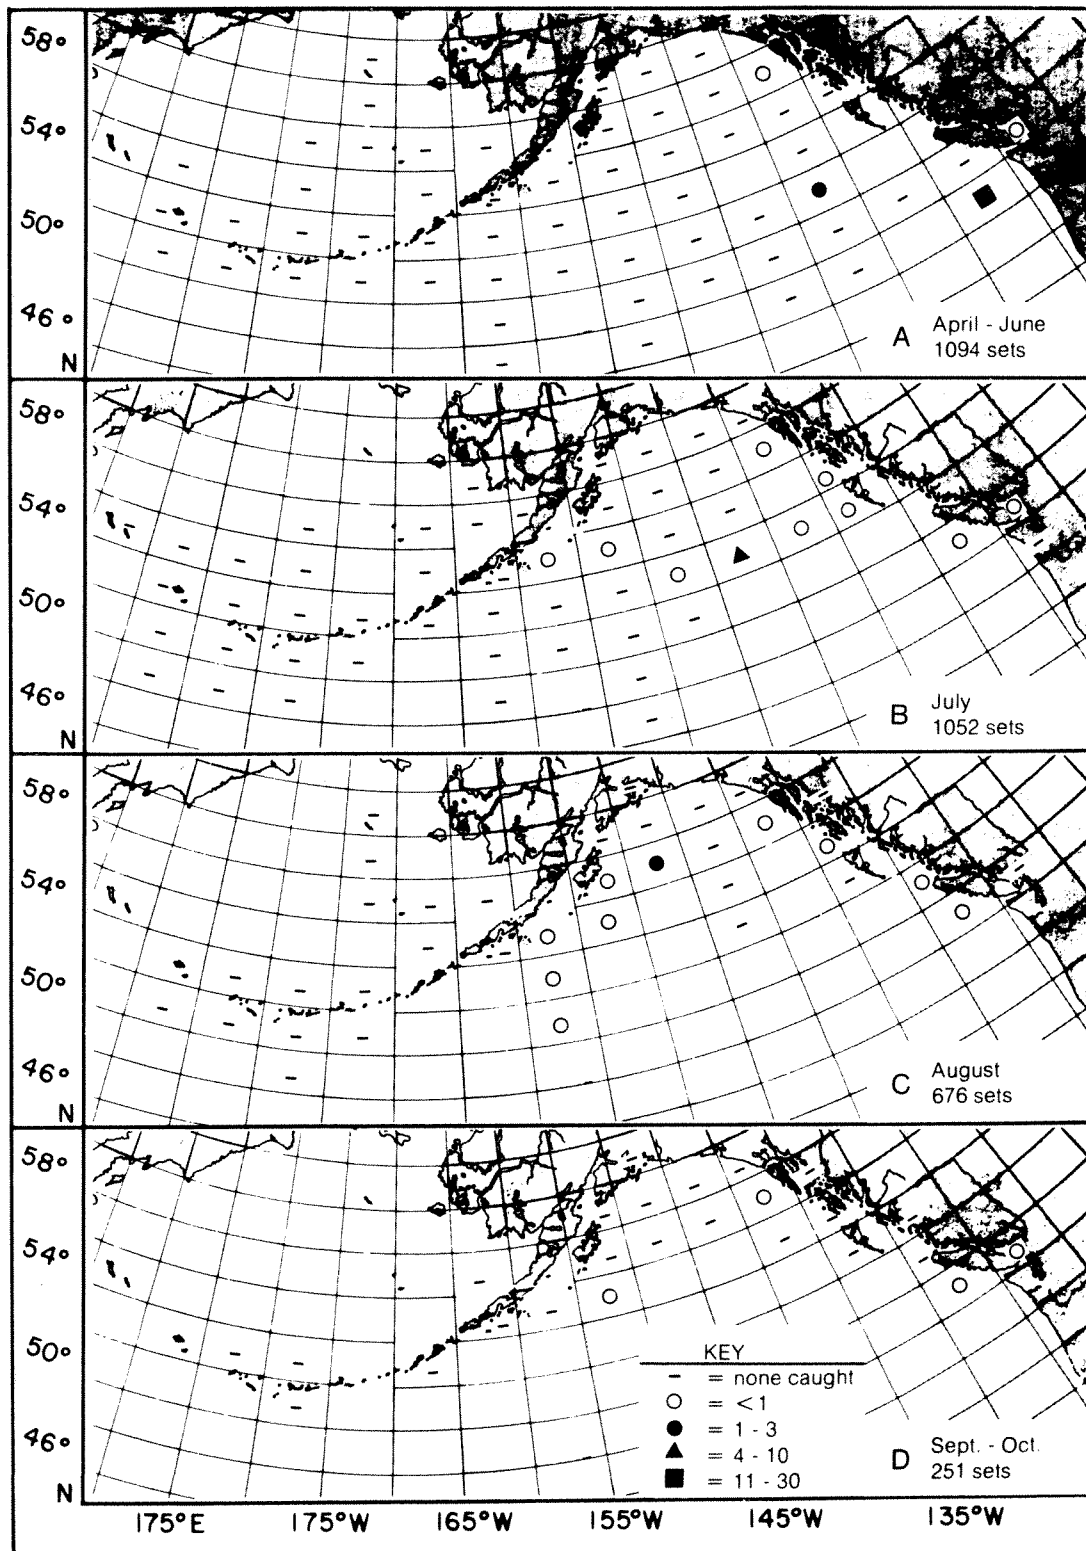 58°
54°
50°
46°
N
A April - June
1094 sets
58°
54°
50°
46°
N
B July
1052 sets
58°
54°
50°
46°
N
C August
676 sets
58°
54°
50°
46°
N
KEY
- = none caught
○ = <1
● = 1 - 3
▲ = 4 - 10
■ = 11 - 30
D Sept. - Oct.
251 sets
175°E 175°W 165°W 155°W 145°W 135°W